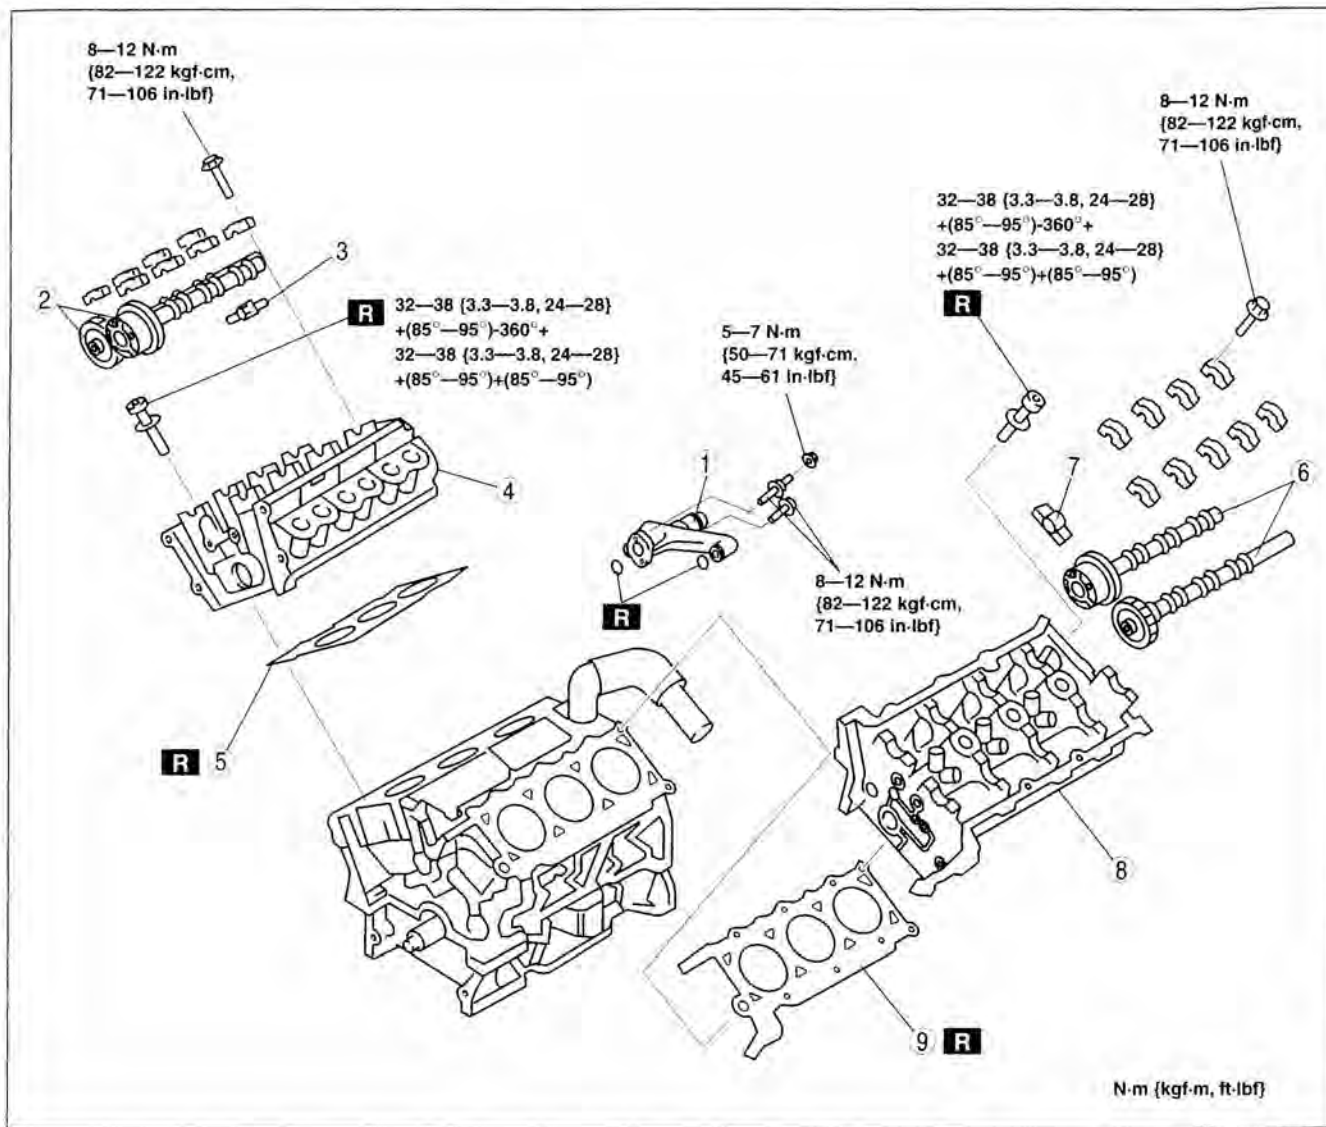 8—12 N·m
{82—122 kgf·cm,
71—106 in·lbf}
8—12 N·m
{82—122 kgf·cm,
71—106 in·lbf}
32—38 {3.3—3.8, 24—28}
+(85°—95°)-360°+
32—38 {3.3—3.8, 24—28}
+(85°—95°)+(85°—95°)
R
3
2
R
32—38 {3.3—3.8, 24—28}
+(85°—95°)-360°+
32—38 {3.3—3.8, 24—28}
+(85°—95°)+(85°—95°)
5—7 N·m
{50—71 kgf·cm,
45—61 in·lbf}
1
4
7
6
8—12 N·m
{82—122 kgf·cm,
71—106 in·lbf}
R
R 5
8
9 R
N·m {kgf·m, ft·lbf}